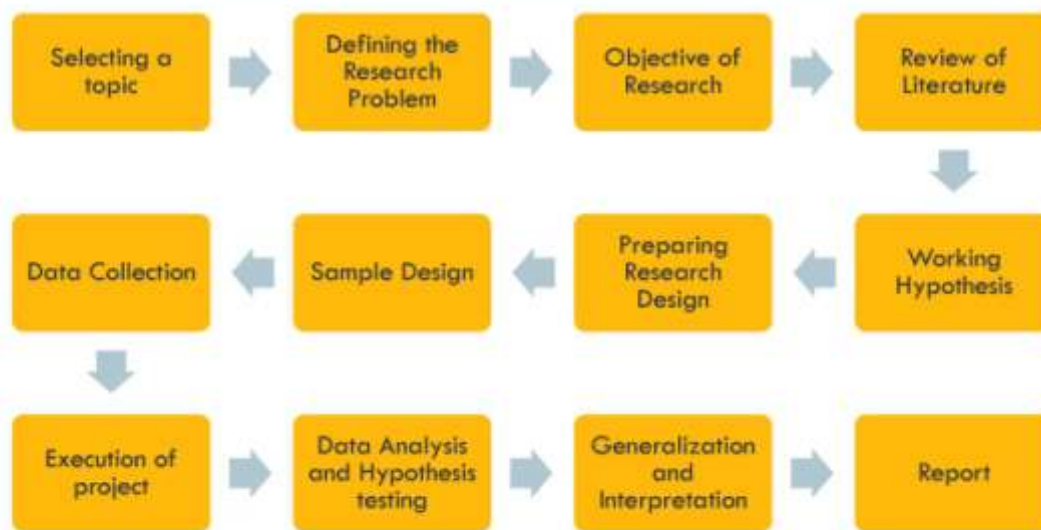 Selecting a
topic
Defining the
Research
Problem
Objective of
Research
Review of
Literature
Working
Hypothesis
Preparing
Research
Design
Sample Design
Data Collection
Execution of
project
Data Analysis
and Hypothesis
testing
Generalization
and
Interpretation
Report